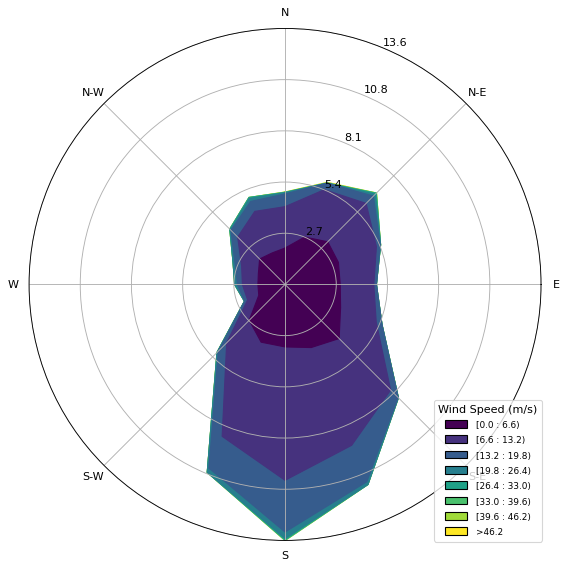 N
13.6
N-W
10.8
N-E
8.1
5.4
2.7
W
E
Wind Speed (m/s)
[0.0 : 6.6)
[6.6 : 13.2)
[13.2 : 19.8)
S-W
S-E
[19.8 : 26.4)
[26.4 : 33.0)
[33.0 : 39.6)
[39.6 : 46.2)
>46.2
S